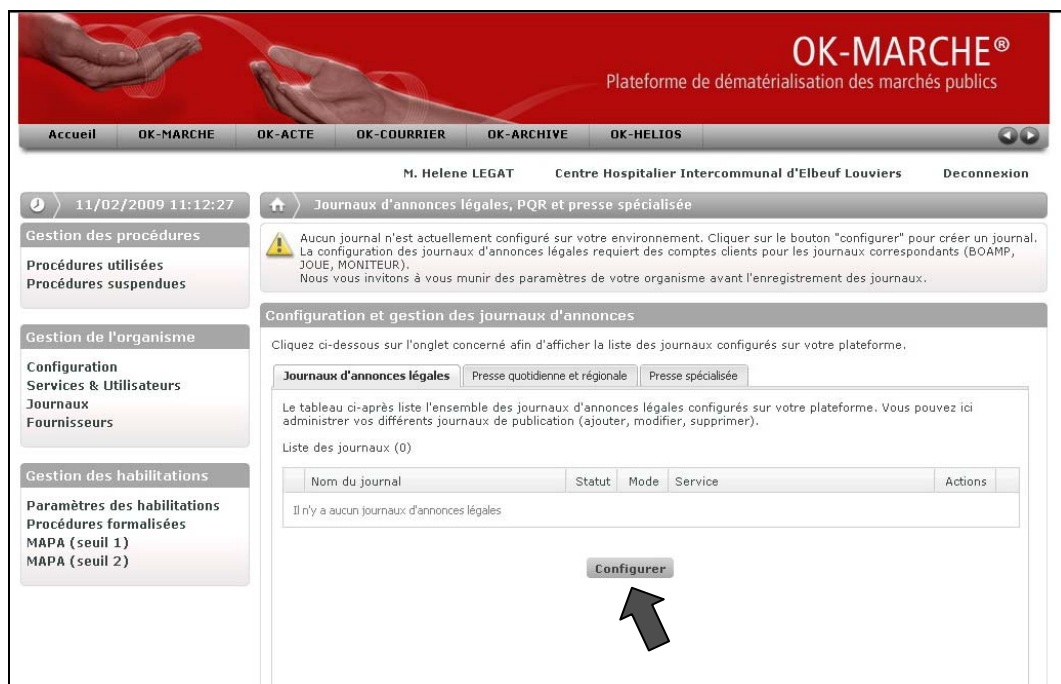 OK-MARCHE®
Plateforme de dématérialisation des marchés publics
Accueil OK-MARCHE OK-ACTE OK-COURRIER OK-ARCHIVE OK-HELIOS
M. Helene LEGAT Centre Hospitalier Intercommunal d'Elbeuf Louviers Deconnexion
11/02/2009 11:12:27
Journaux d'annonces légales, PQR et presse spécialisée
Gestion des procédures
Procédures utilisées
Procédures suspendues
Gestion de l'organisme
Configuration
Services & Utilisateurs
Journaux
Fournisseurs
Gestion des habilitations
Paramètres des habilitations
Procédures formalisées
MAPA (seuil 1)
MAPA (seuil 2)
Aucun journal n'est actuellement configuré sur votre environnement. Cliquer sur le bouton "configurer" pour créer un journal.
La configuration des journaux d'annonces légales requiert des comptes clients pour les journaux correspondants (BOAMP,
JOUE, MONITEUR).
Nous vous invitons à vous munir des paramètres de votre organisme avant l'enregistrement des journaux.
Configuration et gestion des journaux d'annonces
Cliquez ci-dessous sur l'onglet concerné afin d'afficher la liste des journaux configurés sur votre plateforme.
Journaux d'annonces légales Presse quotidienne et régionale Presse spécialisée
Le tableau ci-après liste l'ensemble des journaux d'annonces légales configurés sur votre plateforme. Vous pouvez ici
administrer vos différents journaux de publication (ajouter, modifier, supprimer).
Liste des journaux (0)
Nom du journal Statut Mode Service Actions
Il n'y a aucun journaux d'annonces légales
Configurer